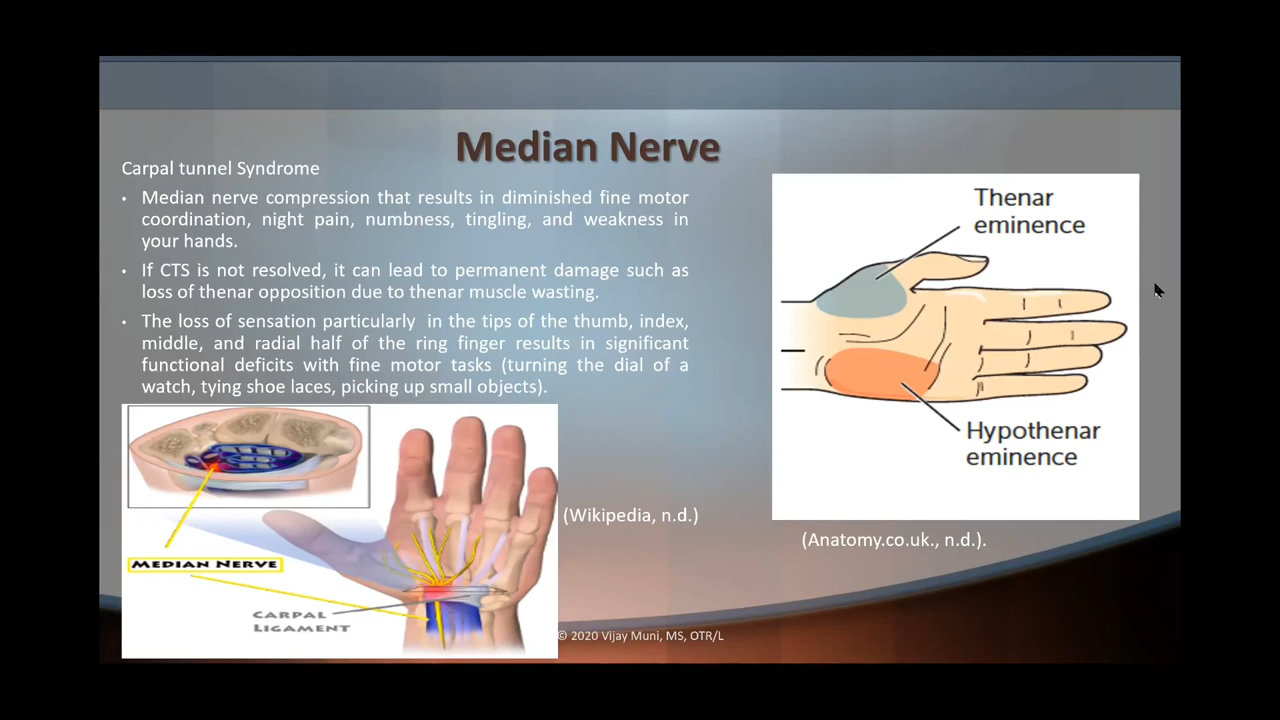 Median Nerve
Carpal tunnel Syndrome
• Median nerve compression that results in diminished fine motor
coordination, night pain, numbness, tingling, and weakness in
your hands.
• If CTS is not resolved, it can lead to permanent damage such as
loss of thenar opposition due to thenar muscle wasting.
• The loss of sensation particularly in the tips of the thumb, index,
middle, and radial half of the ring finger results in significant
functional deficits with fine motor tasks (turning the dial of a
watch, tying shoe laces, picking up small objects).
Thenar
eminence
Hypothenar
eminence
(Anatomy.co.uk., n.d.).
(Wikipedia, n.d.)
MEDIAN NERVE
CARPAL
LIGAMENT
© 2020 Vijay Muni, MS, OTR/L